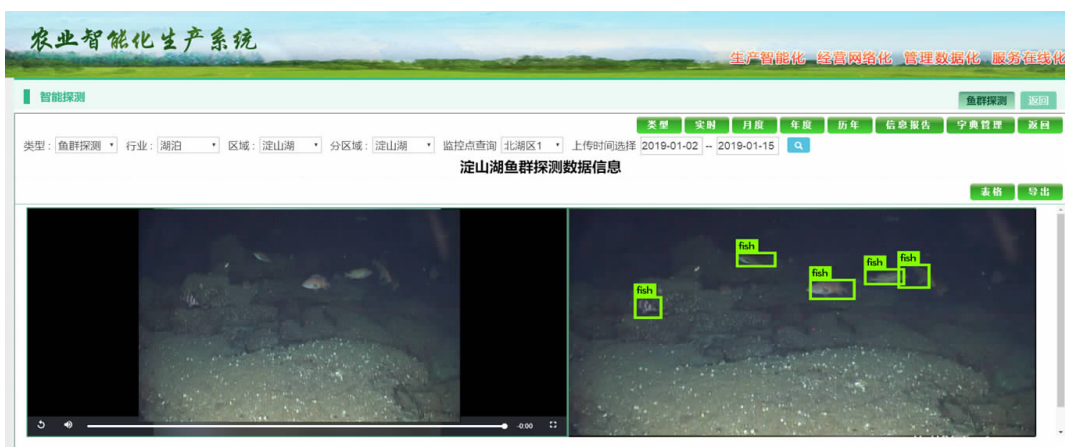 农业智能化生产系统
生产智能化 经营网络化 管理数据化 服务在线化
智能探测 鱼群探测 返回
类型 实时 月度 年度 历年 信息报告 字典管理 返回
类型： 鱼群探测 行业： 湖泊 区域： 淀山湖 分区域： 淀山湖 监控点查询 北湖区1 上传时间选择 2019-01-02 -- 2019-01-15
淀山湖鱼群探测数据信息
表格 导出
fish
fish
fish
fish
fish
-0:00